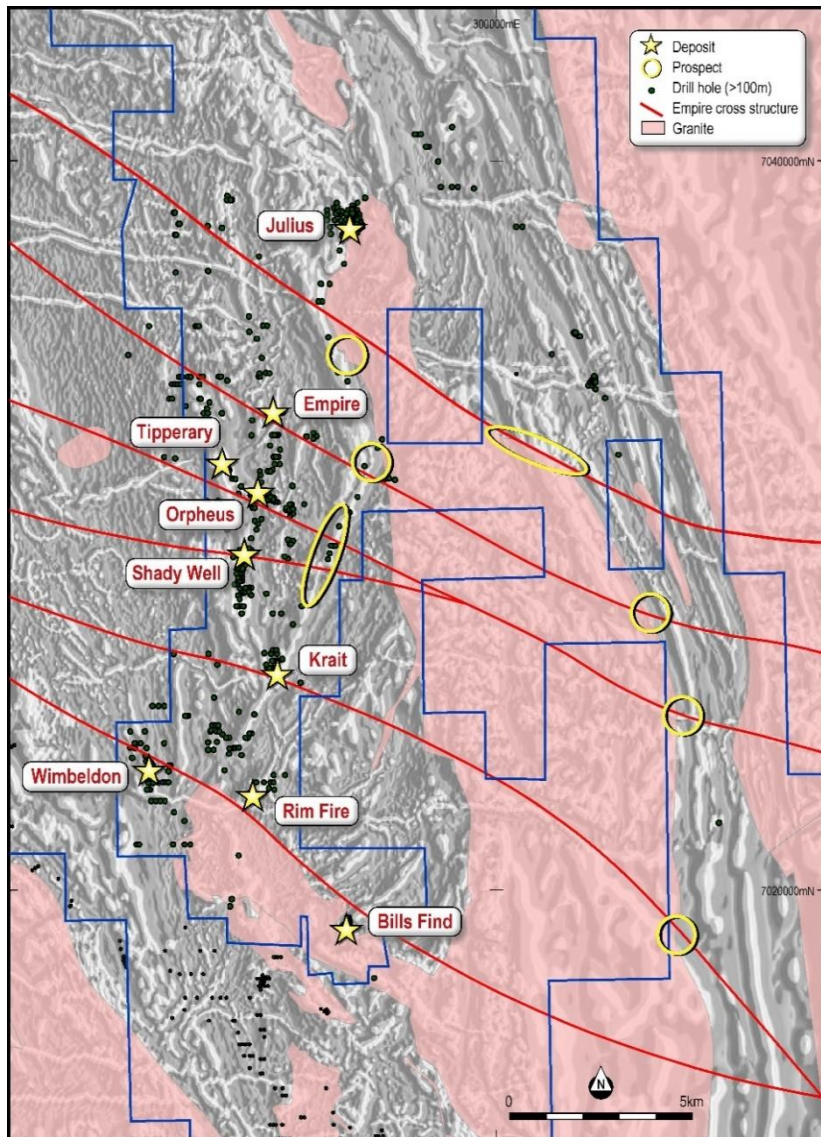 300000mE
Deposit
Prospect
Drill hole (>100m)
Empire cross structure
Granite
7040000mN
Julius
Empire
Tipperary
Orpheus
Shady Well
Krait
Wimbeldon
Rim Fire
7020000mN
Bills Find
N
0
5km